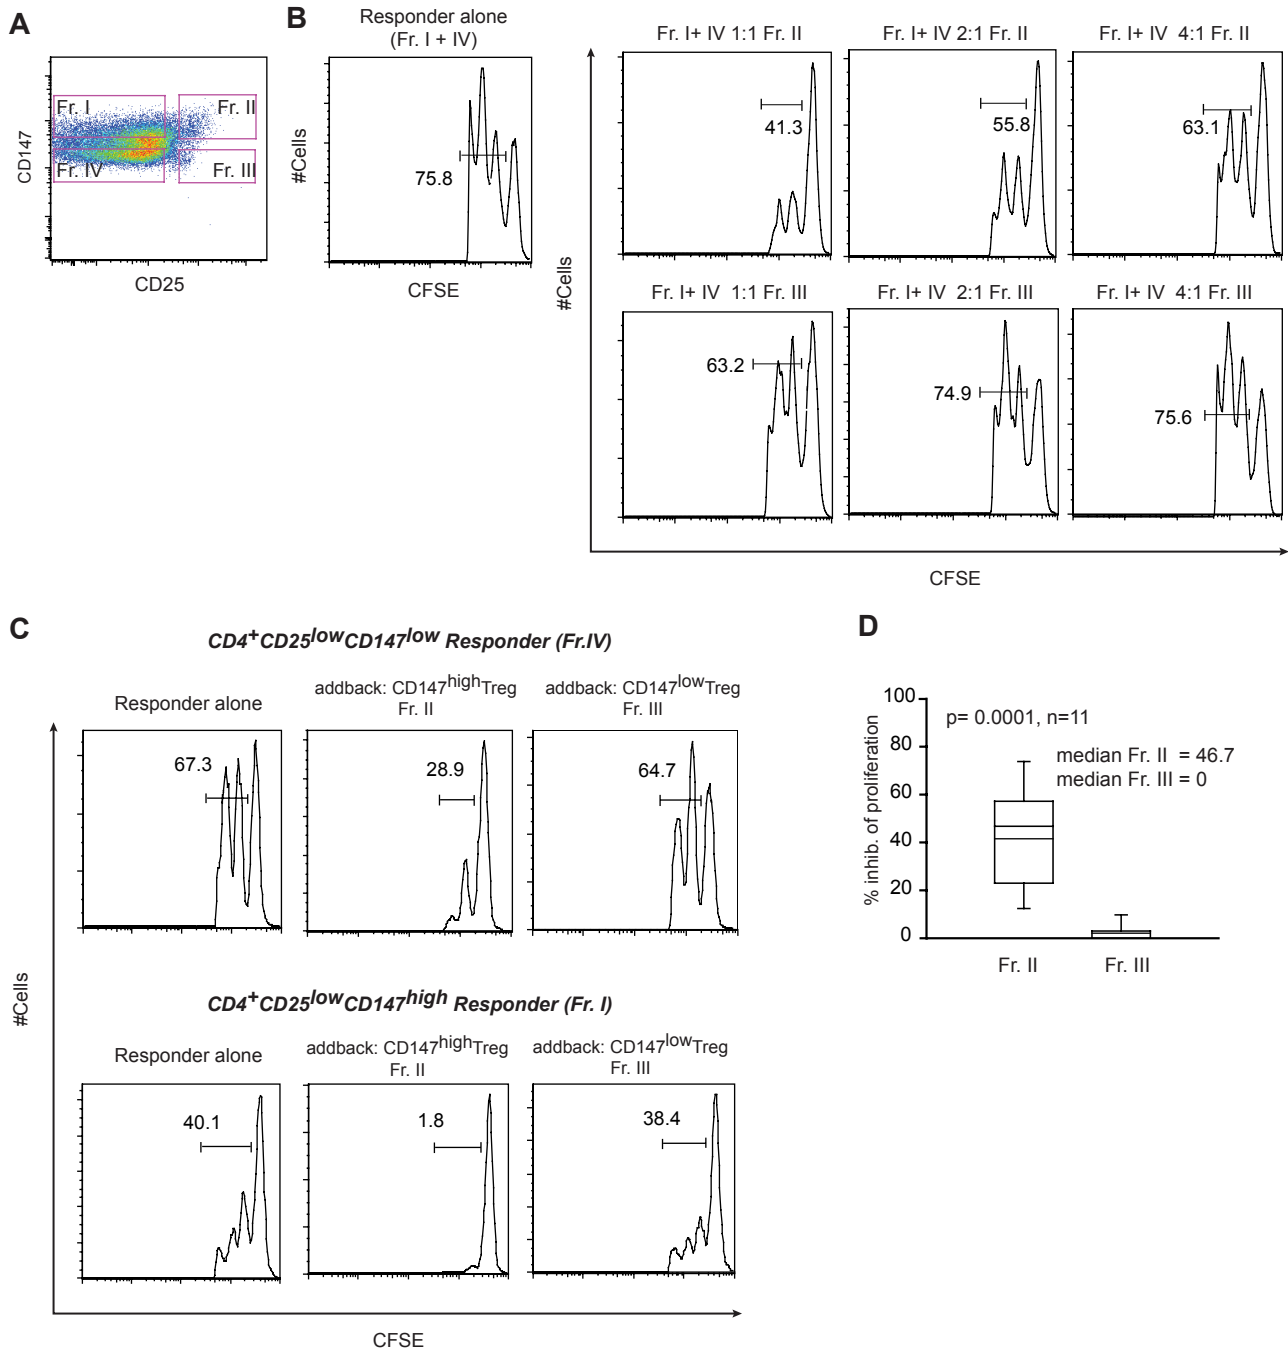 A
Fr. I
Fr. II
Fr. IV
Fr. III
CD147
CD25
B
Responder alone
(Fr. I + IV)
75.8
#Cells
CFSE
Fr. I+ IV 1:1 Fr. II
Fr. I+ IV 2:1 Fr. II
Fr. I+ IV 4:1 Fr. II
41.3
55.8
63.1
Fr. I+ IV 1:1 Fr. III
Fr. I+ IV 2:1 Fr. III
Fr. I+ IV 4:1 Fr. III
63.2
74.9
75.6
#Cells
CFSE
C
CD4+CD25lowCD147low Responder (Fr.IV)
Responder alone
addback: CD147highTreg
Fr. II
addback: CD147lowTreg
Fr. III
67.3
28.9
64.7
CD4+CD25lowCD147high Responder (Fr. I)
Responder alone
addback: CD147highTreg
Fr. II
addback: CD147lowTreg
Fr. III
40.1
1.8
38.4
#Cells
CFSE
D
p= 0.0001, n=11
median Fr. II = 46.7
median Fr. III = 0
% inhib. of proliferation
100
80
60
40
20
0
Fr. II
Fr. III